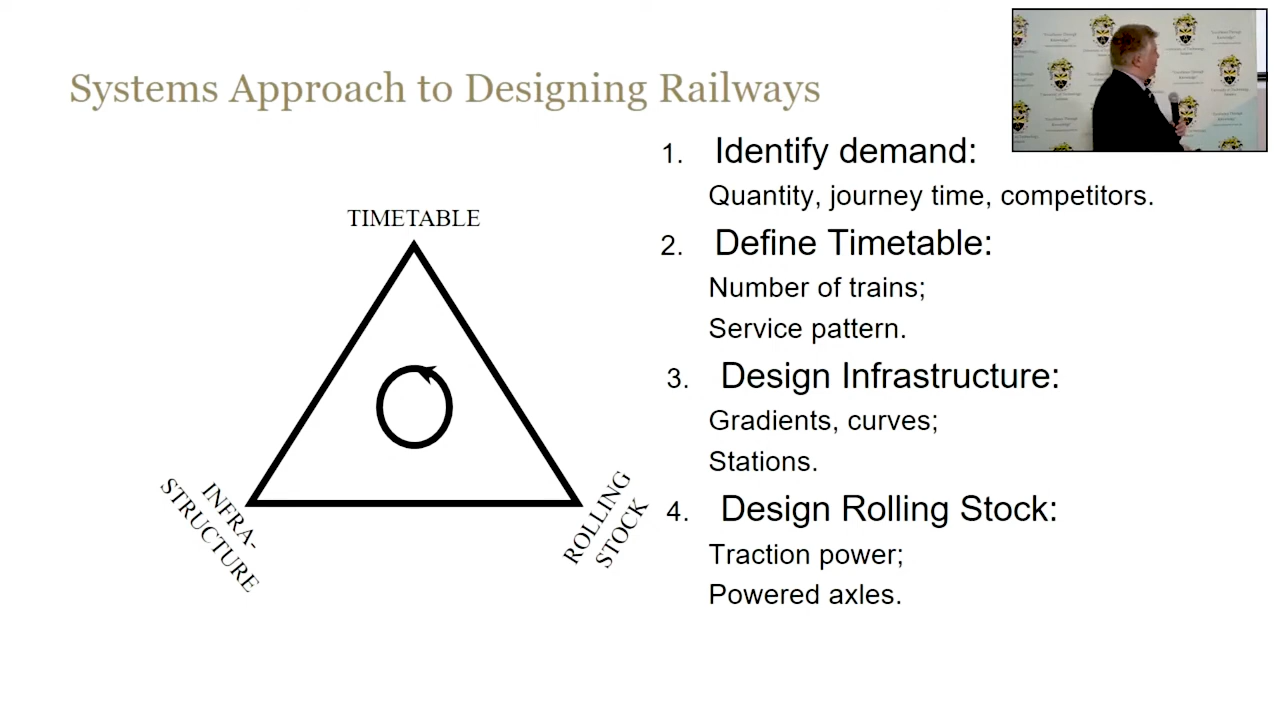 Systems Approach to Designing Railways
TIMETABLE
INFRA-
STRUCTURE
ROLLING
STOCK
1. Identify demand:
Quantity, journey time, competitors.
2. Define Timetable:
Number of trains;
Service pattern.
3. Design Infrastructure:
Gradients, curves;
Stations.
4. Design Rolling Stock:
Traction power;
Powered axles.